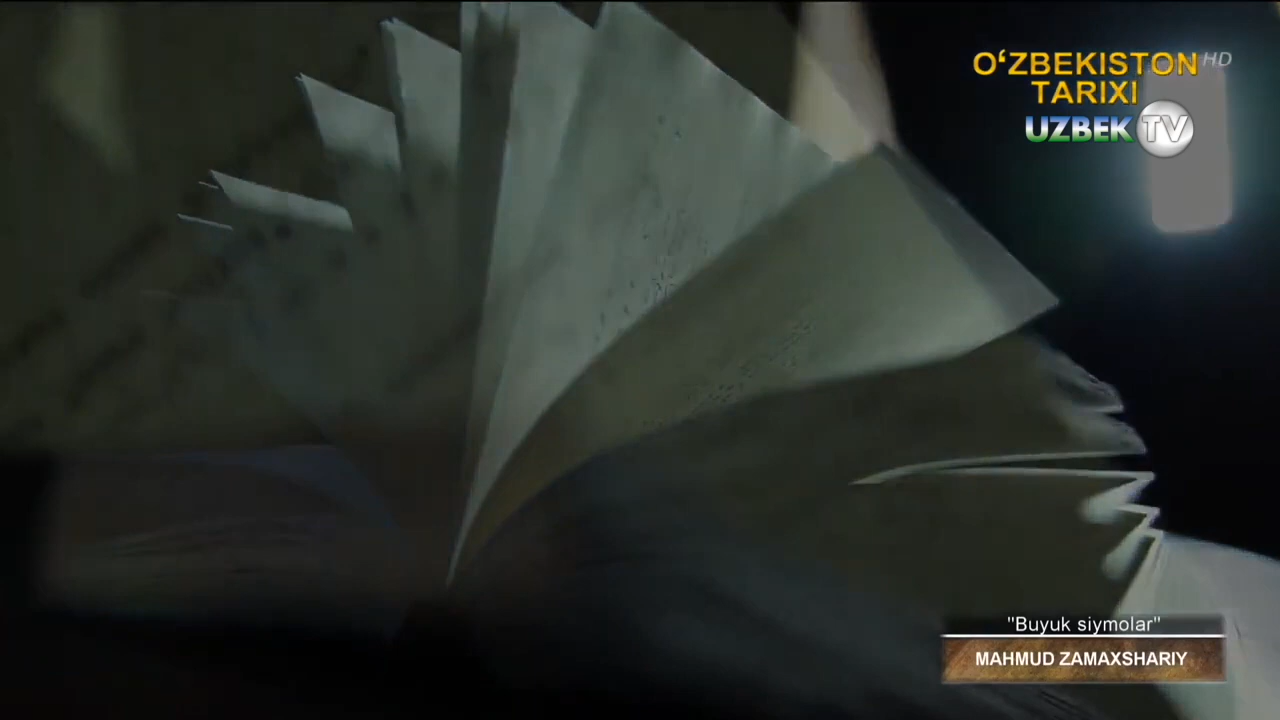 O‘ZBEKISTON HD
TARIXI
UZBEK TV
"Buyuk siymolar"
MAHMUD ZAMAXSHARIY